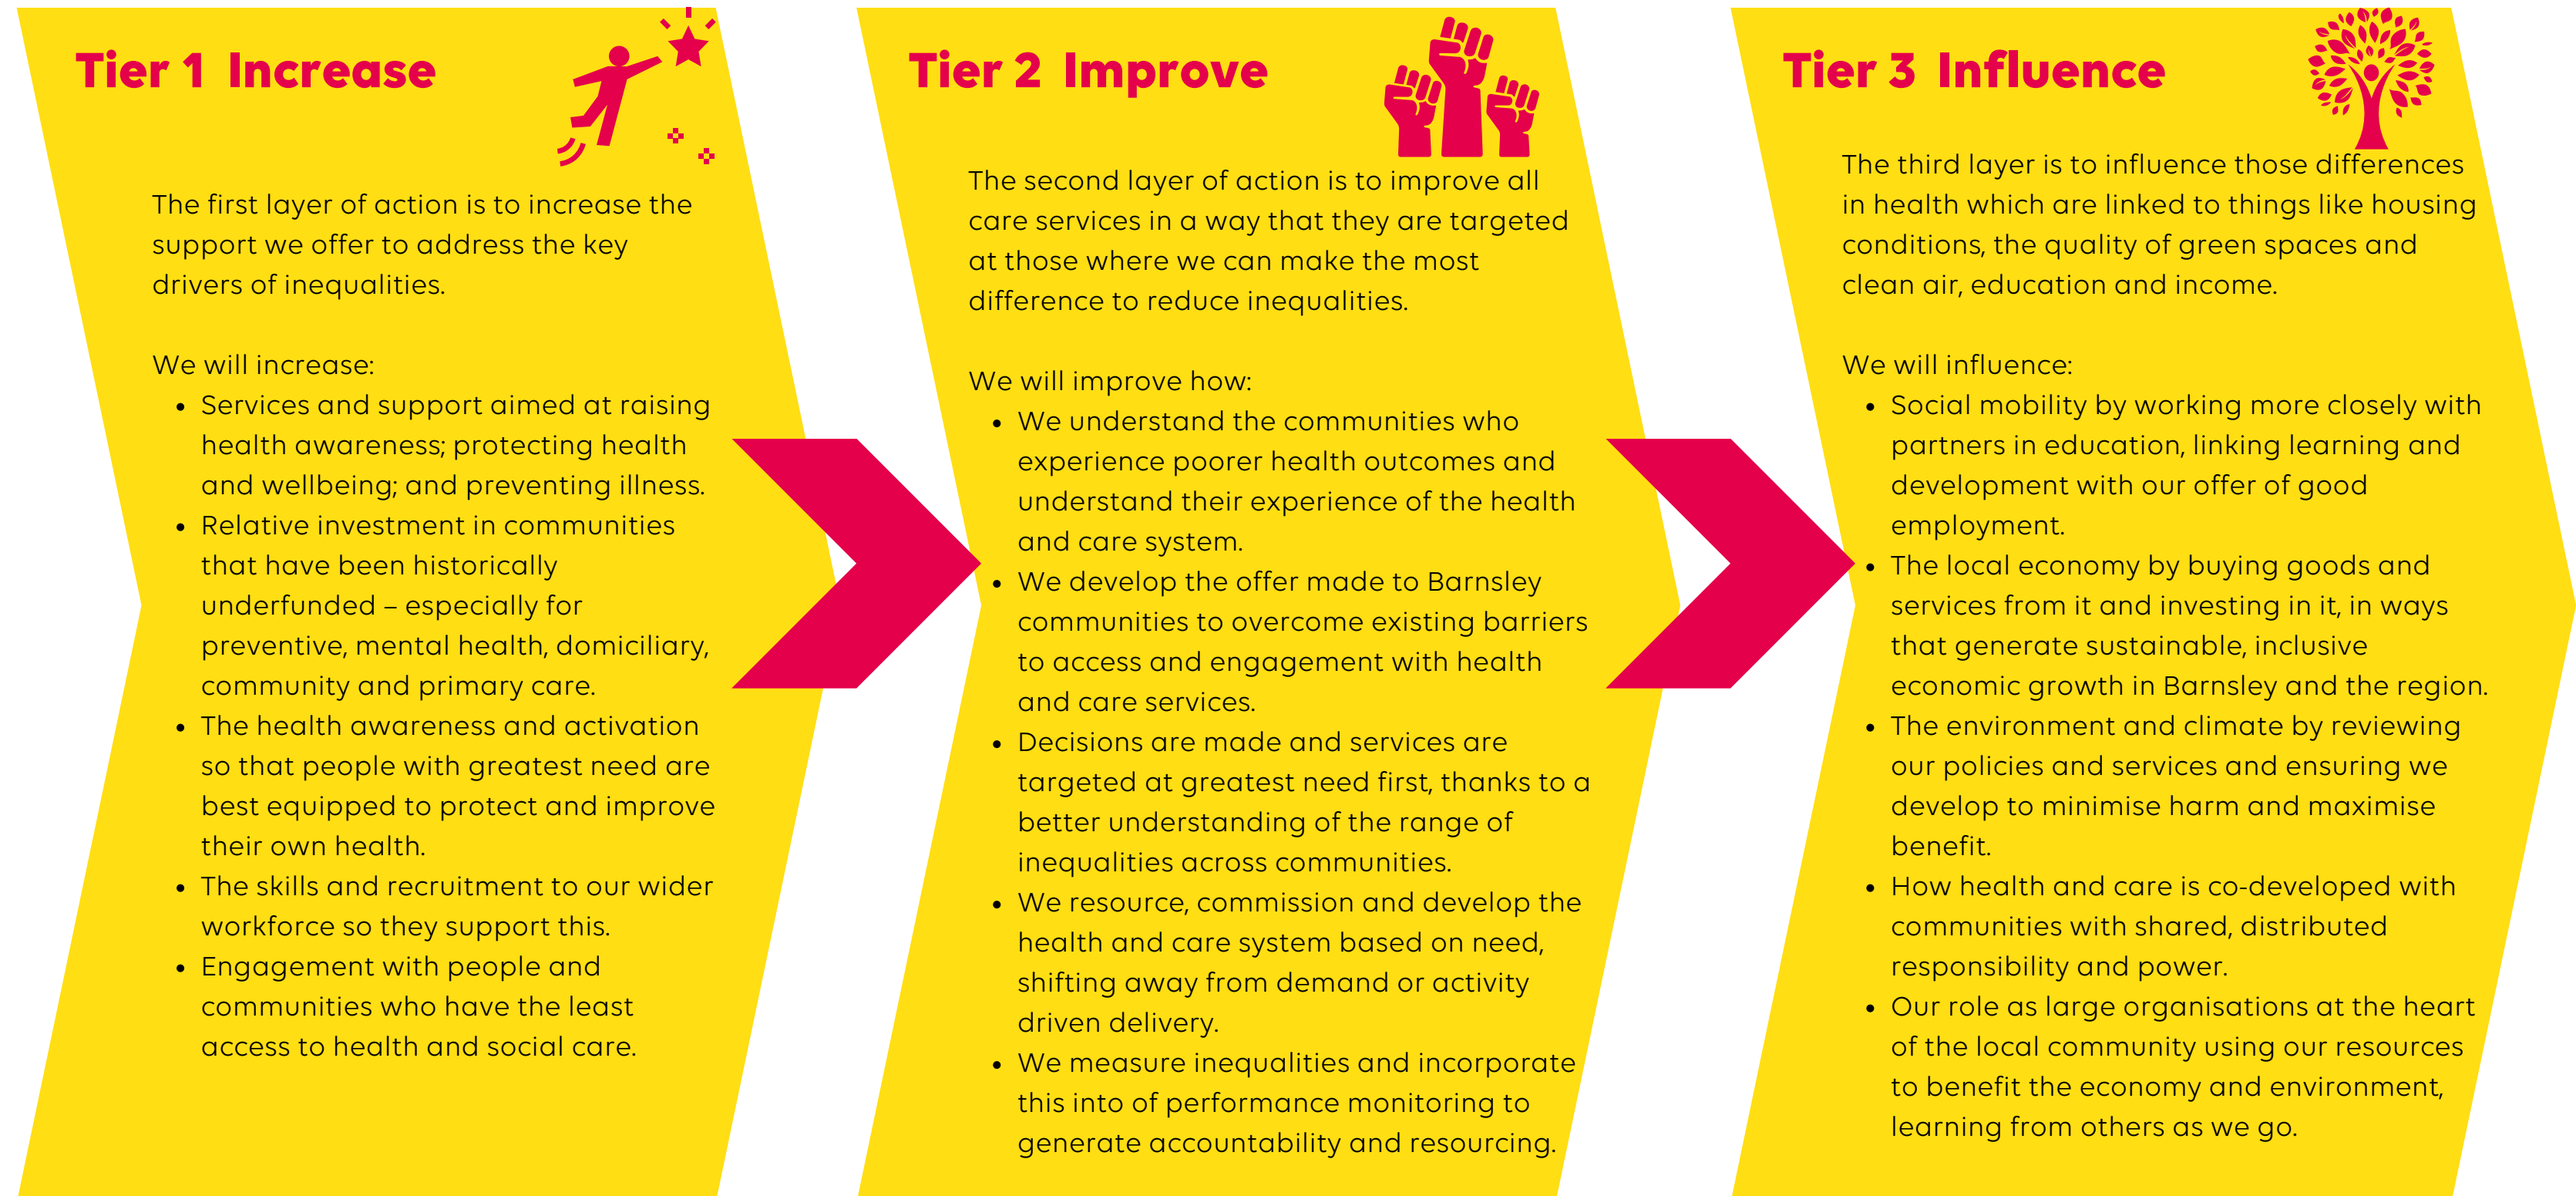 Tier 1 Increase
The first layer of action is to increase the
support we offer to address the key
drivers of inequalities.
We will increase:
• Services and support aimed at raising
health awareness; protecting health
and wellbeing; and preventing illness.
• Relative investment in communities
that have been historically
underfunded – especially for
preventive, mental health, domiciliary,
community and primary care.
• The health awareness and activation
so that people with greatest need are
best equipped to protect and improve
their own health.
• The skills and recruitment to our wider
workforce so they support this.
• Engagement with people and
communities who have the least
access to health and social care.
Tier 2 Improve
The second layer of action is to improve all
care services in a way that they are targeted
at those where we can make the most
difference to reduce inequalities.
We will improve how:
• We understand the communities who
experience poorer health outcomes and
understand their experience of the health
and care system.
• We develop the offer made to Barnsley
communities to overcome existing barriers
to access and engagement with health
and care services.
• Decisions are made and services are
targeted at greatest need first, thanks to a
better understanding of the range of
inequalities across communities.
• We resource, commission and develop the
health and care system based on need,
shifting away from demand or activity
driven delivery.
• We measure inequalities and incorporate
this into of performance monitoring to
generate accountability and resourcing.
Tier 3 Influence
The third layer is to influence those differences
in health which are linked to things like housing
conditions, the quality of green spaces and
clean air, education and income.
We will influence:
• Social mobility by working more closely with
partners in education, linking learning and
development with our offer of good
employment.
• The local economy by buying goods and
services from it and investing in it, in ways
that generate sustainable, inclusive
economic growth in Barnsley and the region.
• The environment and climate by reviewing
our policies and services and ensuring we
develop to minimise harm and maximise
benefit.
• How health and care is co-developed with
communities with shared, distributed
responsibility and power.
• Our role as large organisations at the heart
of the local community using our resources
to benefit the economy and environment,
learning from others as we go.